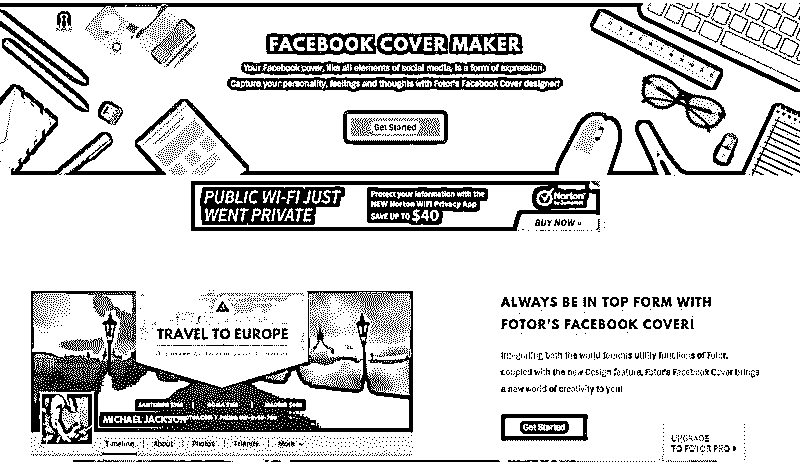 FACEBOOK COVER MAKER
Your Facebook cover, like all elements of social media, is a form of expression.
Capture your personality, feelings and thoughts with Fotor's Facebook Cover designer!
Get Started
PUBLIC WI-FI JUST
WENT PRIVATE
Protect your information with the
NEW Norton WiFi Privacy App
SAVE UP TO $40
Norton
by Symantec
BUY NOW
ALWAYS BE IN TOP FORM WITH
FOTOR'S FACEBOOK COVER!
Integrating both the world famous utility functions of Fotor,
coupled with the new Design feature, Fotor's Facebook Cover brings
a new world of creativity to you!
Get Started
TRAVEL TO EUROPE
MICHAEL JACKSON
Timeline
About
Photos
Friends
More
UPGRADE
TO FOTOR PRO